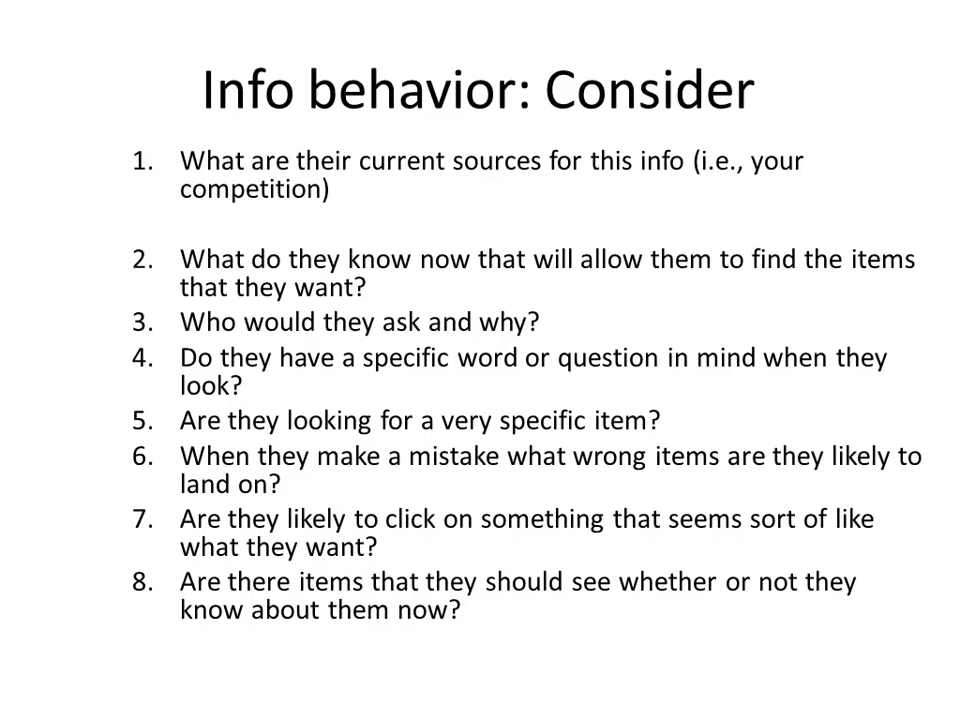 Info behavior: Consider
1. What are their current sources for this info (i.e., your
competition)
2. What do they know now that will allow them to find the items
that they want?
3. Who would they ask and why?
4. Do they have a specific word or question in mind when they
look?
5. Are they looking for a very specific item?
6. When they make a mistake what wrong items are they likely to
land on?
7. Are they likely to click on something that seems sort of like
what they want?
8. Are there items that they should see whether or not they
know about them now?